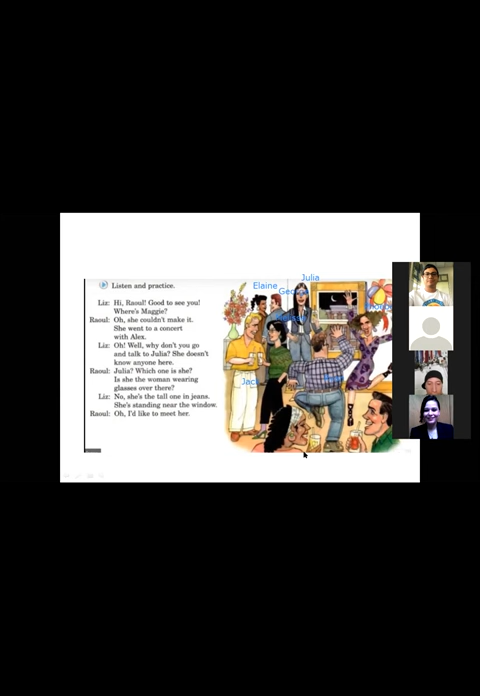 Listen and practice.
Liz: Hi, Raoul! Good to see you!
Where's Maggie?
Raoul: Oh, she couldn't make it.
She went to a concert
with Alex.
Liz: Oh! Well, why don't you go
and talk to Julia? She doesn't
know anyone here.
Raoul: Julia? Which one is she?
Is she the woman wearing
glasses over there?
Liz: No, she's the tall one in jeans.
She's standing near the window.
Raoul: Oh, I'd like to meet her.
Julia
Elaine